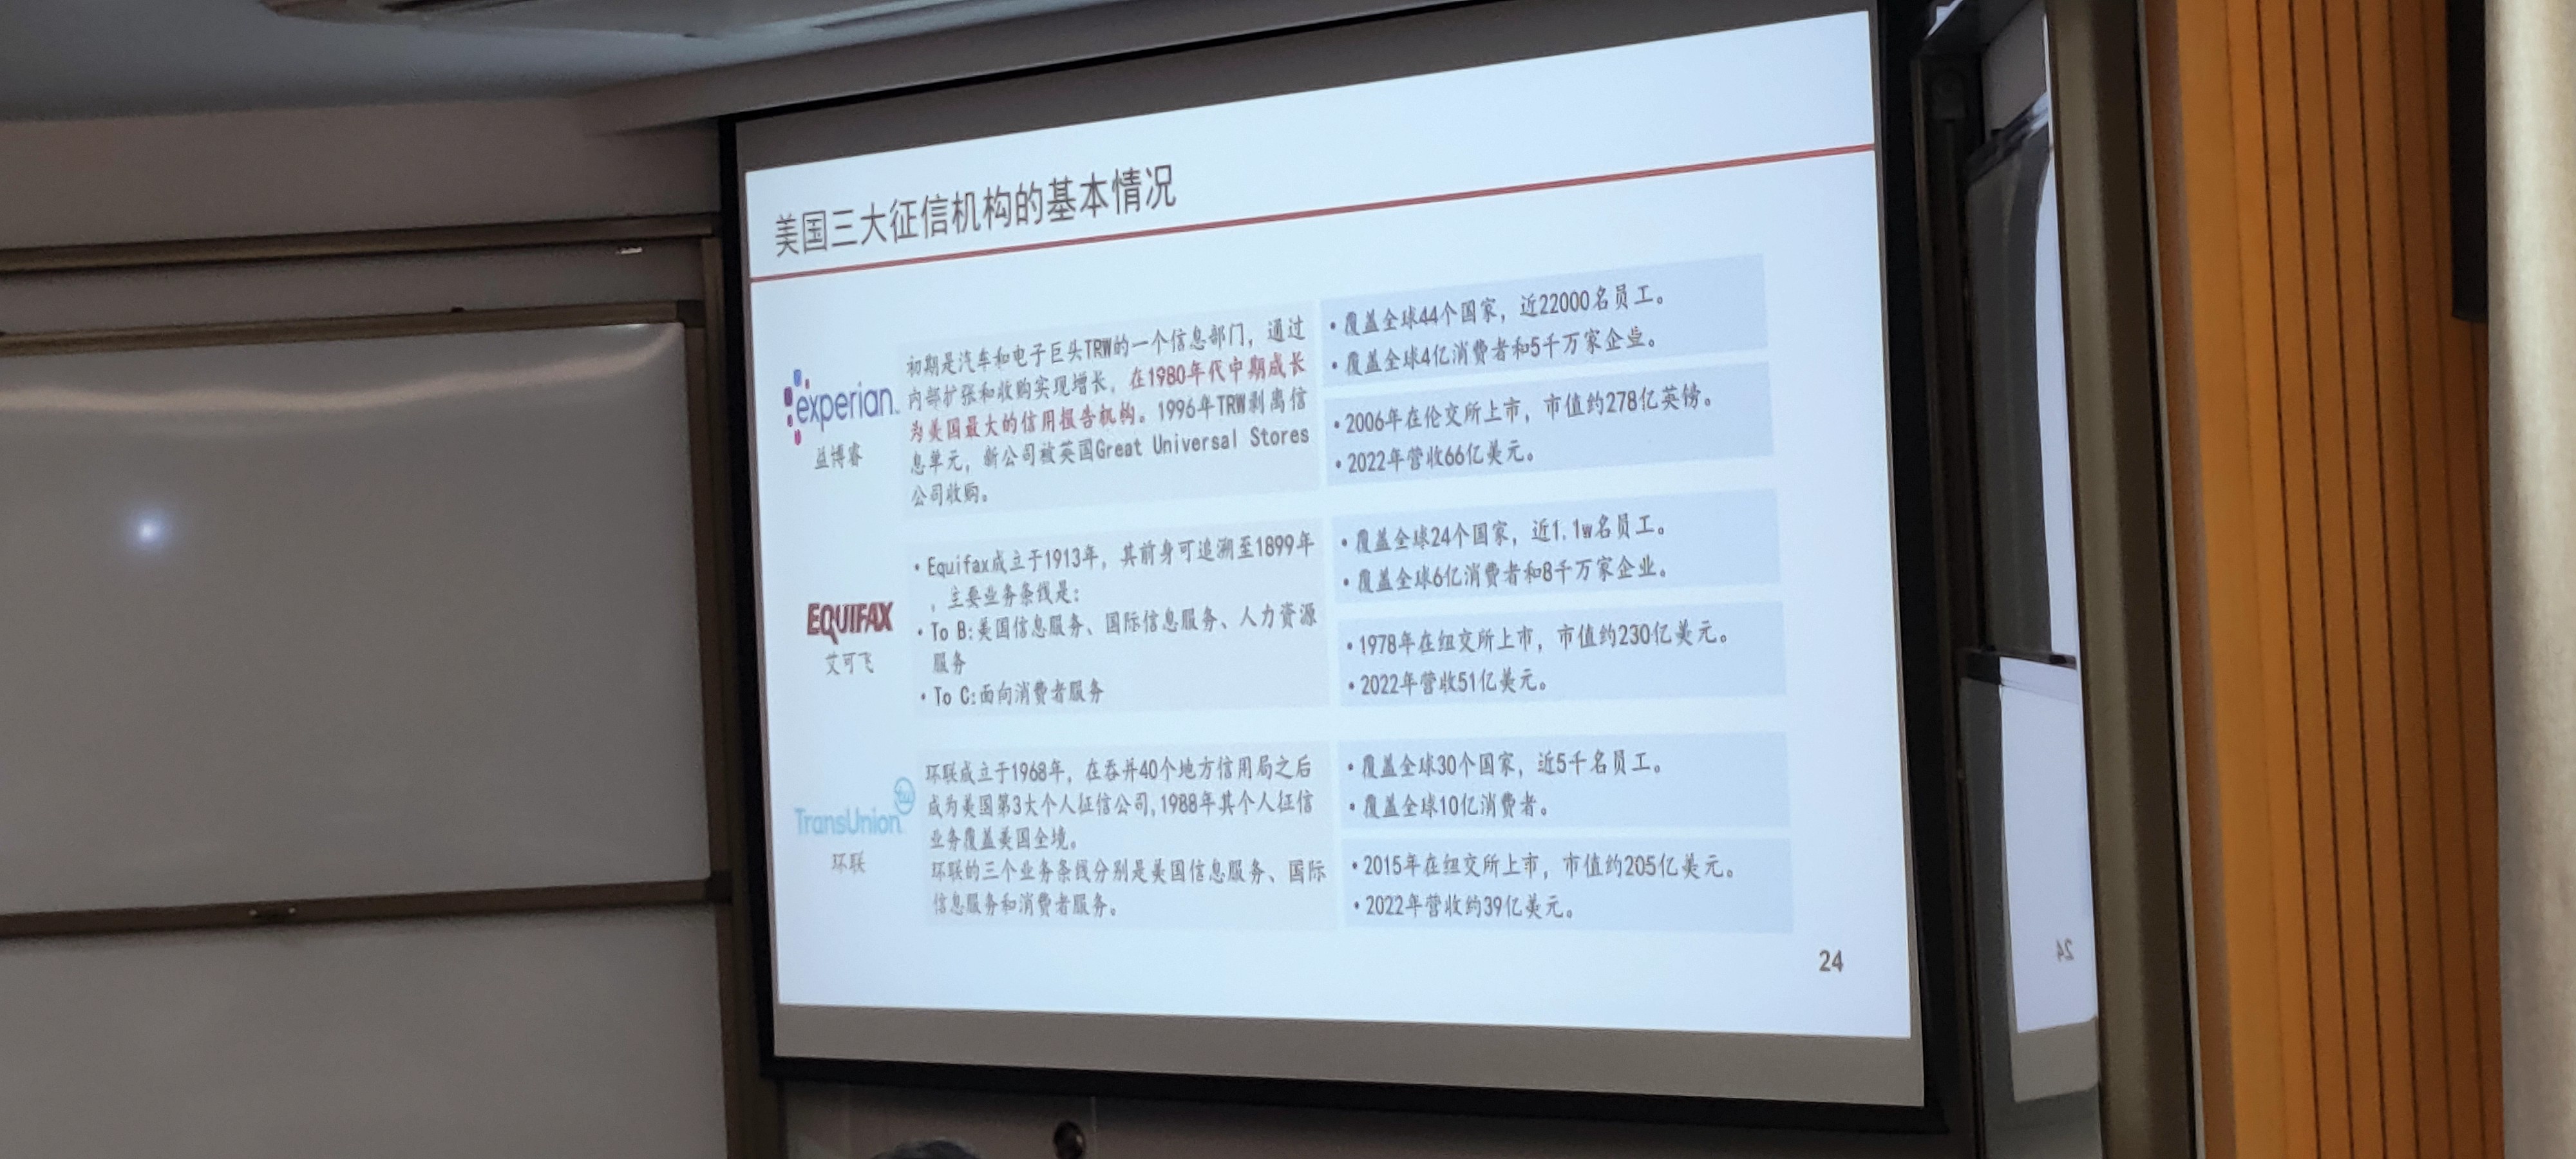 美国三大征信机构的基本情况
experian
益博睿
初期是汽车和电子巨头TRW的一个信息部门，通过
内部扩张和收购实现增长，在1980年代中期成长
为美国最大的信用报告机构。1996年TRW剥离信
息单元，新公司被英国Great Universal Stores
公司收购。
• 覆盖全球44个国家，近22000名员工。
• 覆盖全球4亿消费者和5千万家企业。
• 2006年在伦交所上市，市值约278亿英镑。
• 2022年营收66亿美元。
EQUIFAX
艾可飞
• Equifax成立于1913年，其前身可追溯至1899年
，主要业务条线是：
• To B:美国信息服务、国际信息服务、人力资源
服务
• To C:面向消费者服务
• 覆盖全球24个国家，近1.1w名员工。
• 覆盖全球6亿消费者和8千万家企业。
• 1978年在纽交所上市，市值约230亿美元。
• 2022年营收51亿美元。
TransUnion
tu
环联
环联成立于1968年，在吞并40个地方信用局之后
成为美国第3大个人征信公司,1988年其个人征信
业务覆盖美国全境。
环联的三个业务条线分别是美国信息服务、国际
信息服务和消费者服务。
• 覆盖全球30个国家，近5千名员工。
• 覆盖全球10亿消费者。
• 2015年在纽交所上市，市值约205亿美元。
• 2022年营收约39亿美元。
24
24